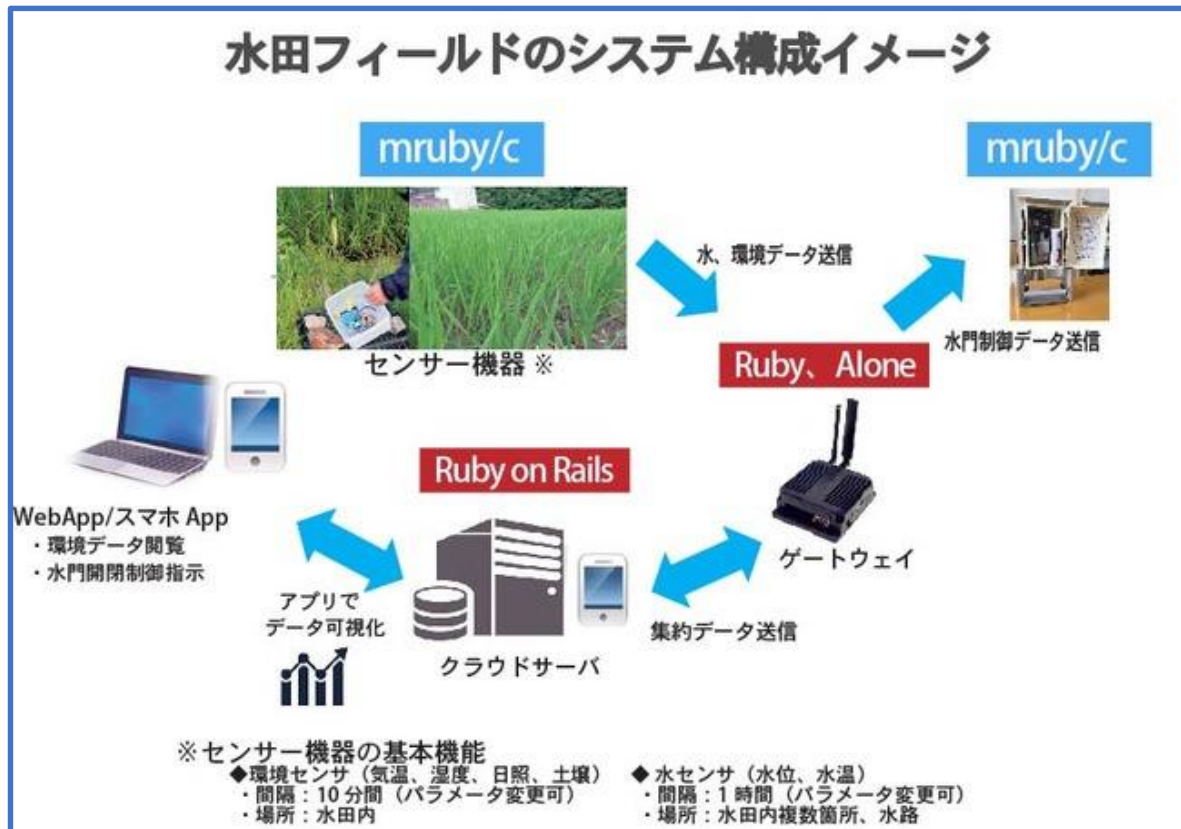 水田フィールドのシステム構成イメージ
mruby/c
mruby/c
水、環境データ送信
水門制御データ送信
センサー機器 ※
Ruby、Alone
Ruby on Rails
WebApp/スマホ App
・環境データ閲覧
・水門開閉制御指示
ゲートウェイ
アプリで
データ可視化
集約データ送信
クラウドサーバ
※センサー機器の基本機能
◆環境センサ（気温、湿度、日照、土壌）
・間隔：10 分間（パラメータ変更可）
・場所：水田内
◆ 水センサ（水位、水温）
・間隔：1 時間（パラメータ変更可）
・場所：水田内複数箇所、水路